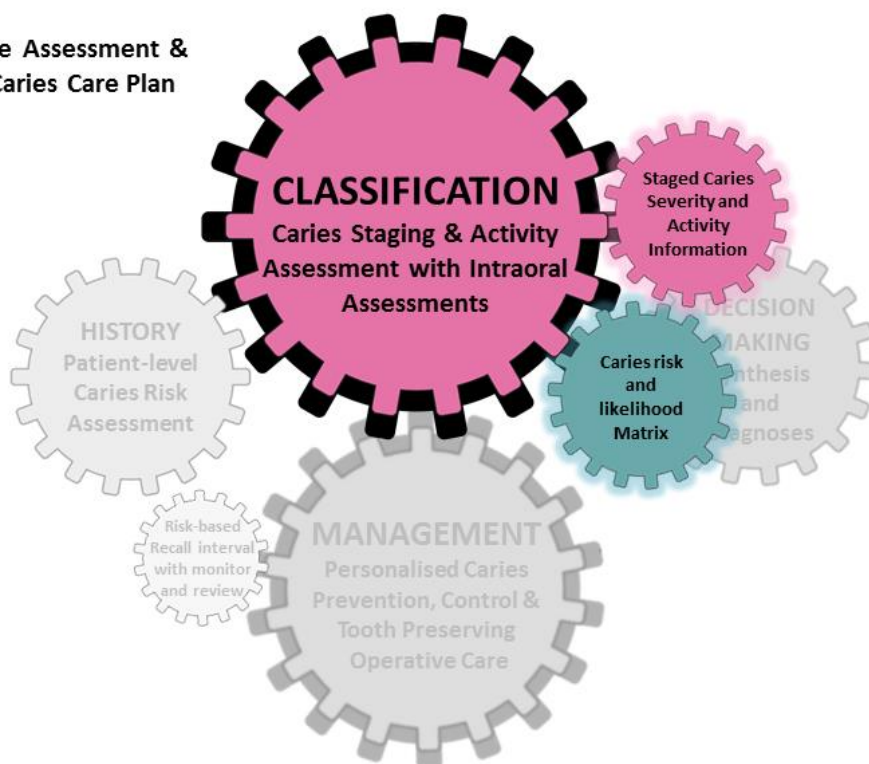 Assessment &
Caries Care Plan
CLASSIFICATION
Caries Staging & Activity
Assessment with Intraoral
Assessments
Staged Caries
Severity and
Activity
Information
HISTORY
Patient-level
Caries Risk
Assessment
DECISION
MAKING
and
Caries risk
and
likelihood
Matrix
Risk-based
Recall interval
with monitor
and review
MANAGEMENT
Personalised Caries
Prevention, Control &
Tooth Preserving
Operative Care